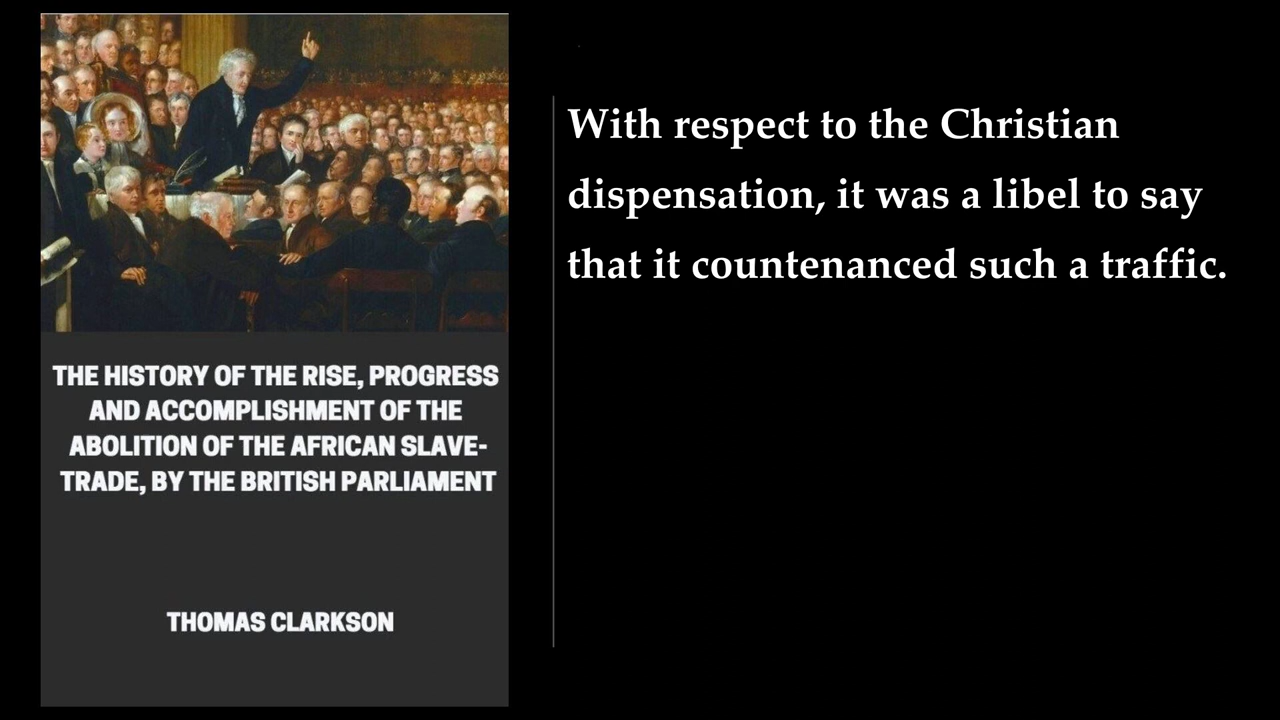 With respect to the Christian
dispensation, it was a libel to say
that it countenanced such a traffic.
THE HISTORY OF THE RISE, PROGRESS
AND ACCOMPLISHMENT OF THE
ABOLITION OF THE AFRICAN SLAVE-
TRADE, BY THE BRITISH PARLIAMENT
THOMAS CLARKSON